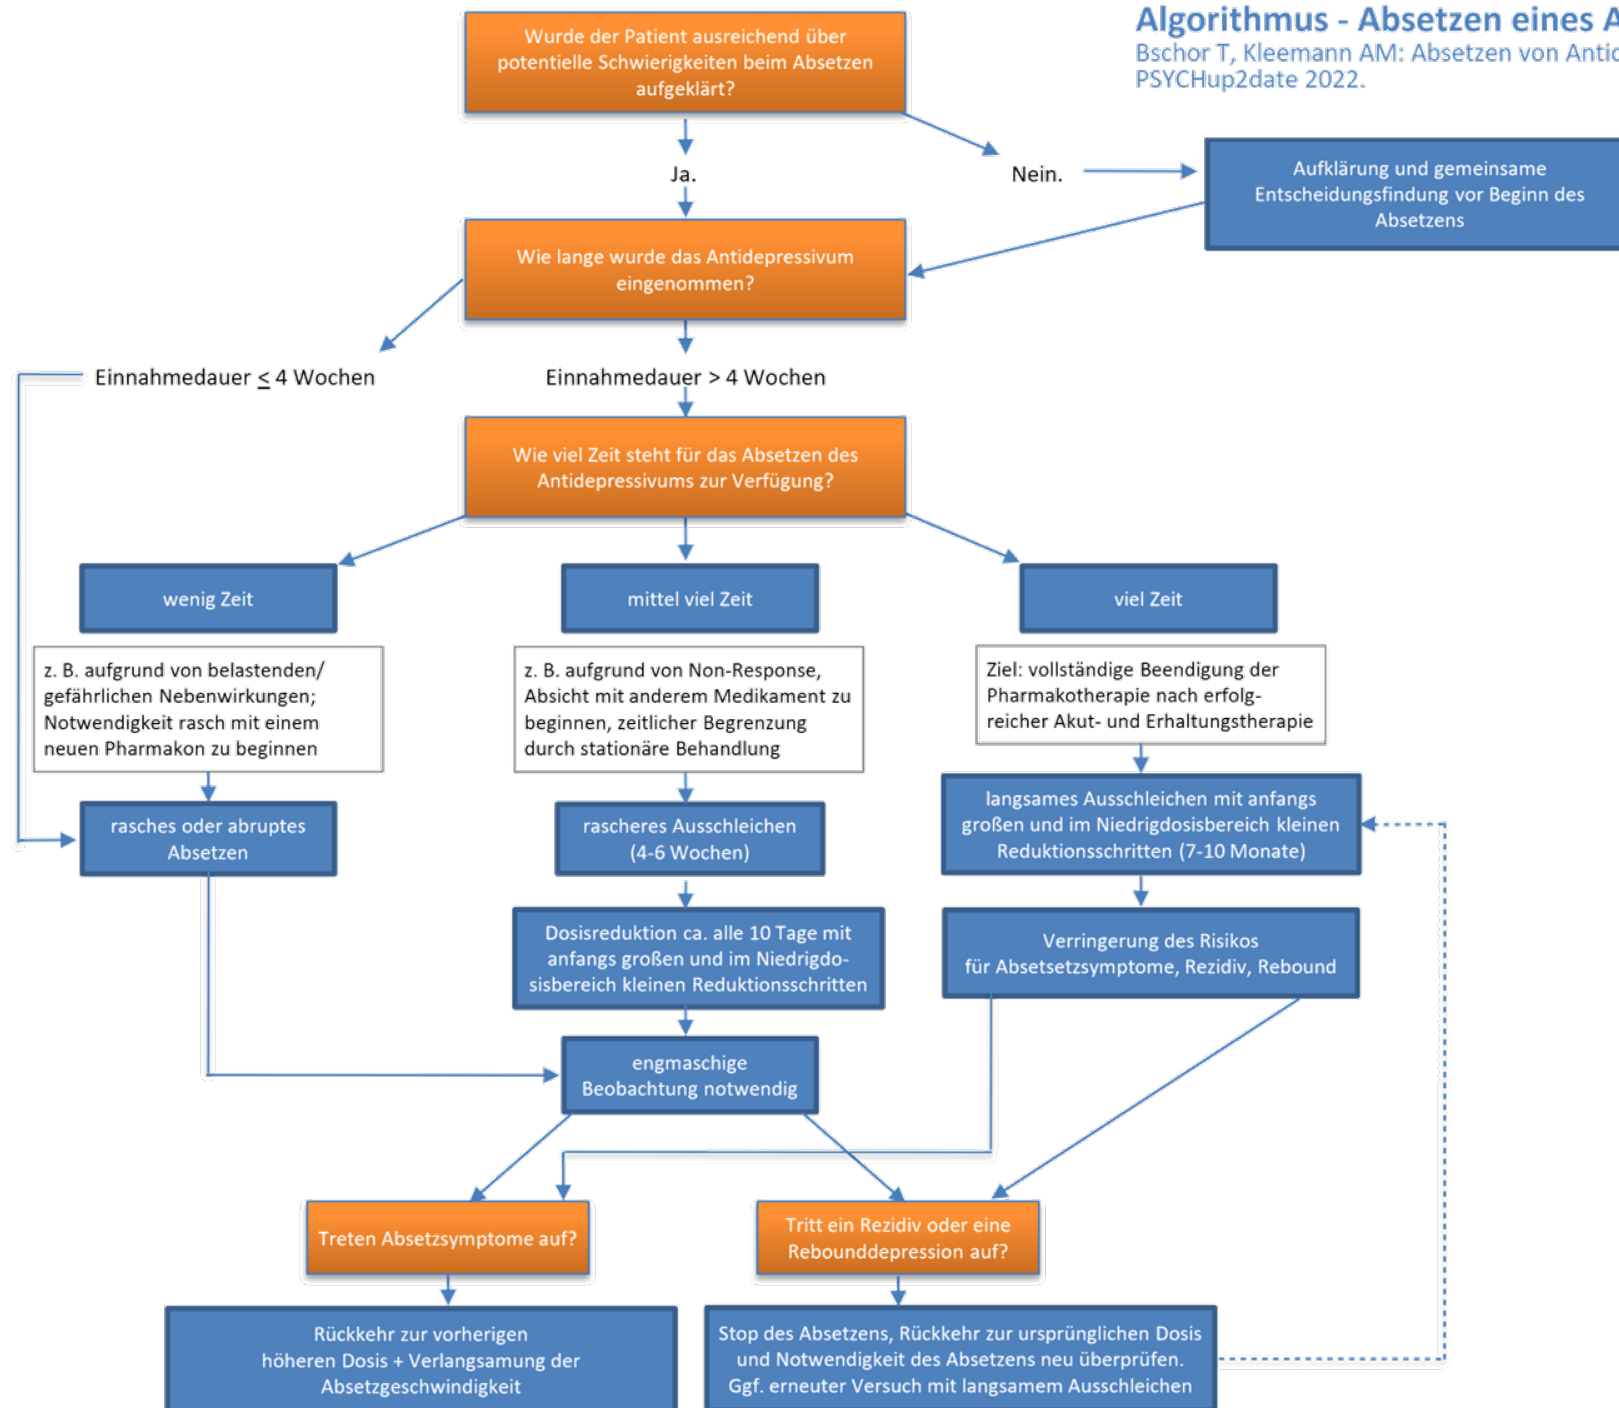 Algorithmus - Absetzen eines
Bschor T, Kleemann AM: Absetzen von
PSYCHup2date 2022.
Wurde der Patient ausreichend über
potentielle Schwierigkeiten beim Absetzen
aufgeklärt?
Ja.
Nein.
Aufklärung und gemeinsame
Entscheidungsfindung vor Beginn des
Absetzens
Wie lange wurde das Antidepressivum
eingenommen?
Einnahmedauer ≤ 4 Wochen
Einnahmedauer > 4 Wochen
Wie viel Zeit steht für das Absetzen des
Antidepressivums zur Verfügung?
wenig Zeit
mittel viel Zeit
viel Zeit
z. B. aufgrund von belastenden/
gefährlichen Nebenwirkungen;
Notwendigkeit rasch mit einem
neuen Pharmakon zu beginnen
z. B. aufgrund von Non-Response,
Absicht mit anderem Medikament zu
beginnen, zeitlicher Begrenzung
durch stationäre Behandlung
Ziel: vollständige Beendigung der
Pharmakotherapie nach erfolg-
reicher Akut- und Erhaltungstherapie
rasches oder abruptes
Absetzen
rascheres Ausschleichen
(4-6 Wochen)
langsames Ausschleichen mit anfangs
großen und im Niedrigdosisbereich kleinen
Reduktionsschritten (7-10 Monate)
Dosisreduktion ca. alle 10 Tage mit
anfangs großen und im Niedrigdo-
sisbereich kleinen Reduktionsschritten
Verringerung des Risikos
für Absetsetzsymptome, Rezidiv, Rebound
engmaschige
Beobachtung notwendig
Treten Absetzsymptome auf?
Tritt ein Rezidiv oder eine
Rebounddepression auf?
Rückkehr zur vorherigen
höheren Dosis + Verlangsamung der
Absetzgeschwindigkeit
Stop des Absetzens, Rückkehr zur ursprünglichen Dosis
und Notwendigkeit des Absetzens neu überprüfen.
Ggf. erneuter Versuch mit langsamem Ausschleichen